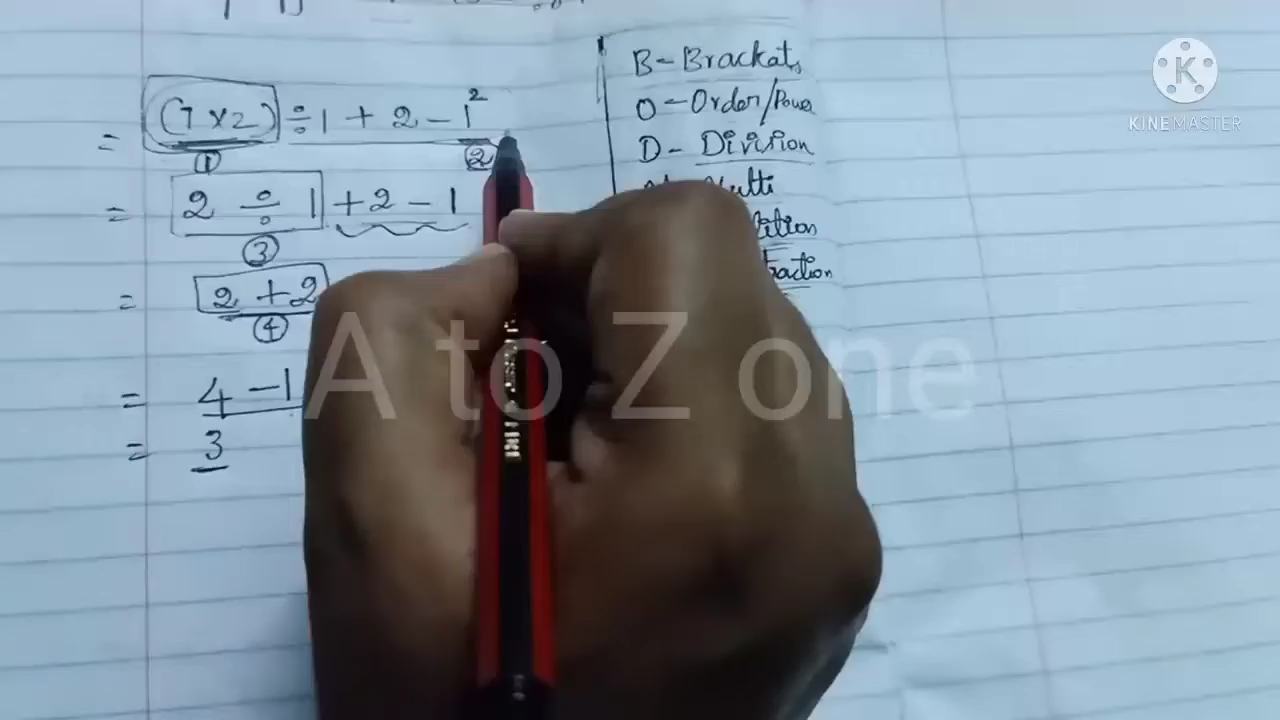 = (1 x 2) ÷ 1 + 2 - 1²
① ②
= 2 ÷ 1 + 2 - 1
③
= 2 + 2
④
= 4 - 1
= 3
B - Brackats
O - Order/Power
D - Division
KINEMASTER
A to Z one